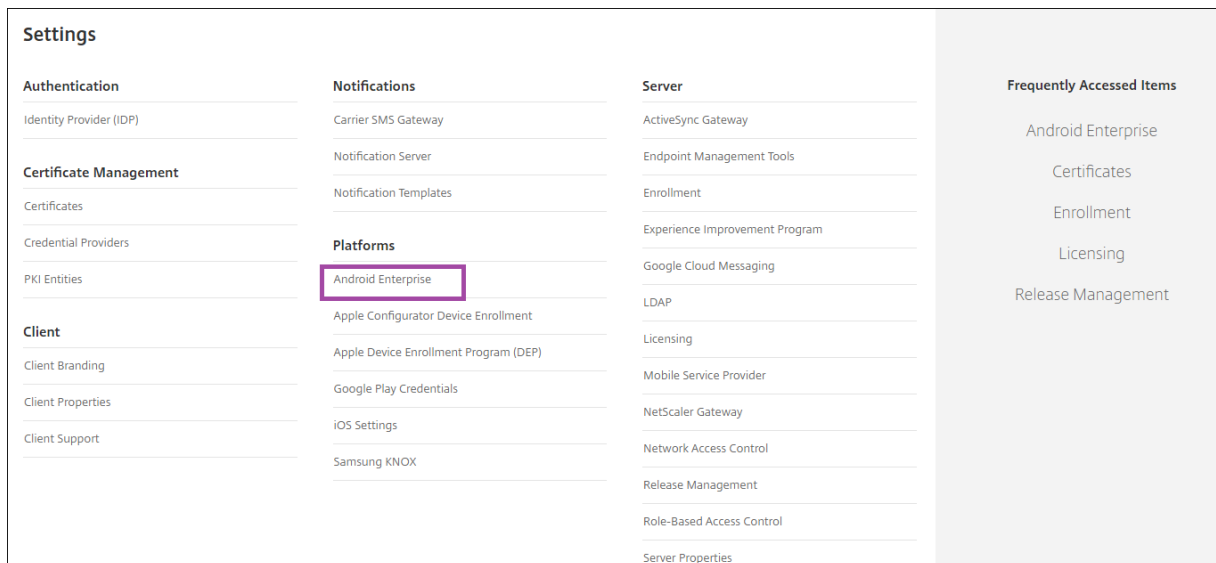 Settings
Authentication
Identity Provider (IDP)
Certificate Management
Certificates
Credential Providers
PKI Entities
Client
Client Branding
Client Properties
Client Support
Notifications
Carrier SMS Gateway
Notification Server
Notification Templates
Platforms
Android Enterprise
Apple Configurator Device Enrollment
Apple Device Enrollment Program (DEP)
Google Play Credentials
iOS Settings
Samsung KNOX
Server
ActiveSync Gateway
Endpoint Management Tools
Enrollment
Experience Improvement Program
Google Cloud Messaging
LDAP
Licensing
Mobile Service Provider
NetScaler Gateway
Network Access Control
Release Management
Role-Based Access Control
Server Properties
Frequently Accessed Items
Android Enterprise
Certificates
Enrollment
Licensing
Release Management